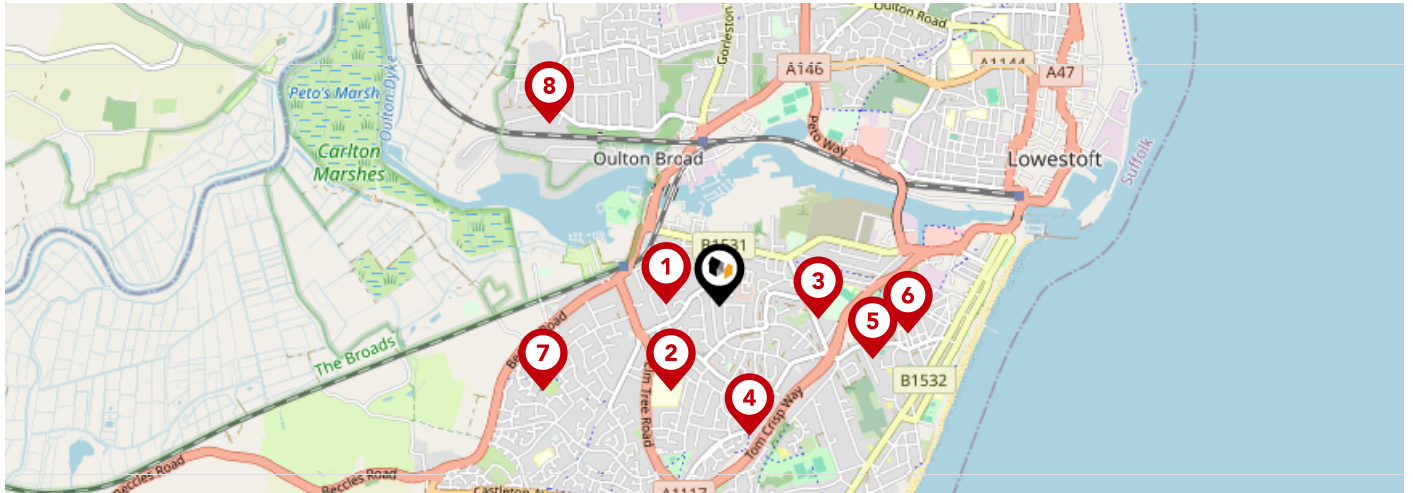 Oulton Road
Gorleston
A146
A1144
A47
8
Peto's Marsh
Oulton Dyke
Peto Way
Carlton
Marshes
Oulton Broad
Lowestoft
Suffolk
B1531
1
3
6
5
The Broads
Road
7
2
B1532
4
Elm Tree Road
Tom Crisp Way
Beccles Road
Beccles Road
A1117